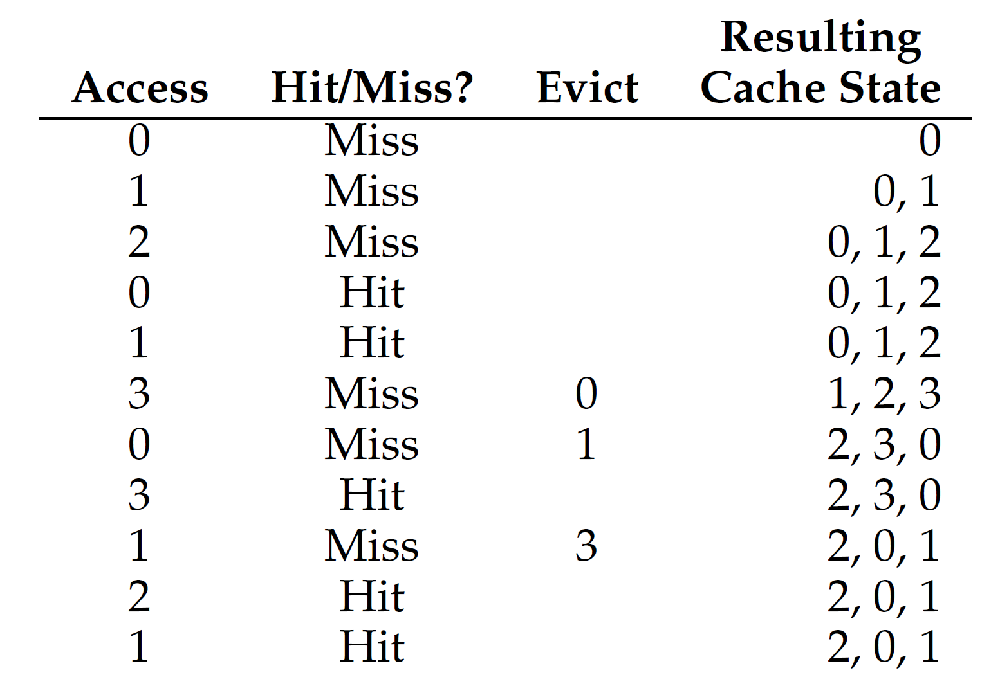 Resulting
Access Hit/Miss? Evict Cache State
0 Miss 0
1 Miss 0, 1
2 Miss 0, 1, 2
0 Hit 0, 1, 2
1 Hit 0, 1, 2
3 Miss 0 1, 2, 3
0 Miss 1 2, 3, 0
3 Hit 2, 3, 0
1 Miss 3 2, 0, 1
2 Hit 2, 0, 1
1 Hit 2, 0, 1